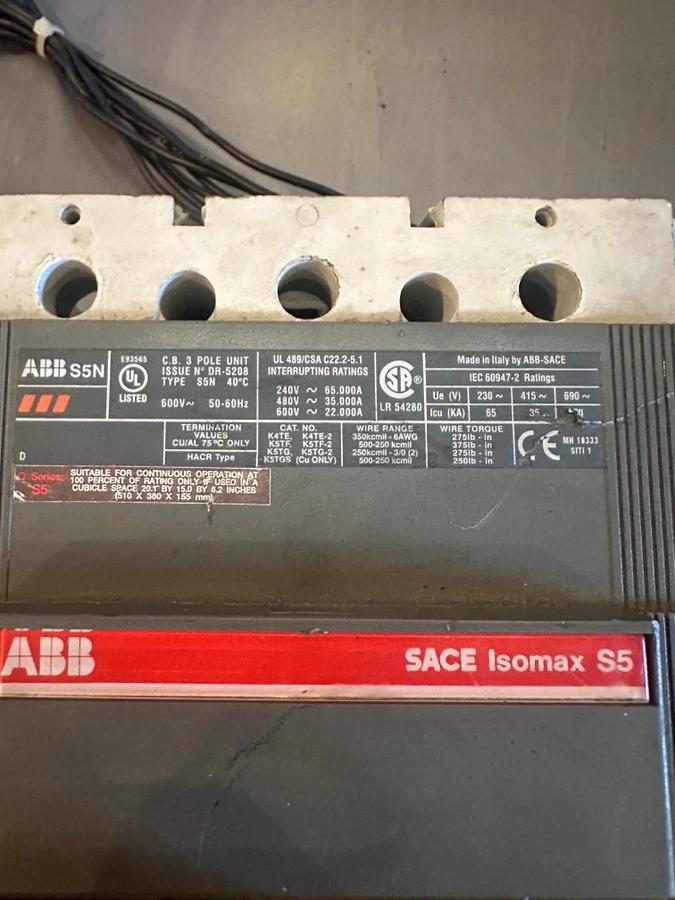 ABB S5N
E93565
UL
LISTED
C.B. 3 POLE UNIT
ISSUE Nº DR-5208
TYPE S5N 40°C
600V ~ 50-60Hz
UL 489/CSA C22.2-5.1
INTERRUPTING RATINGS
240V ~ 65.000A
480V ~ 35.000A
600V ~ 22.000A
SA
LR 54280
Made in Italy by ABB-SACE
IEC 60947-2 Ratings
Ue (V) 230 ~ 415 ~ 690 ~
Icu (KA) 65 35
D
TERMINATION
VALUES
CU/AL 75 ºC ONLY
HACR Type
CAT. NO.
K4TE, K4TE-2
K5TF, K5TF-2
K5TG, K5TG-2
K5TGS (Cu ONLY)
WIRE RANGE
350kcmil - 6AWG
500-250 kcmil
250kcmil - 3/0 (2)
500-250 kcmil
WIRE TORQUE
275lb - in
375lb - in
275lb - in
250lb - in
CE
MH 18333
SITI 1
Series:
S5
SUITABLE FOR CONTINUOUS OPERATION AT
100 PERCENT OF RATING ONLY IF USED IN A
CUBICLE SPACE 20.1" BY 15.0 BY 6.2 INCHES
(510 X 380 X 155 mm)
ABB
SACE Isomax S5